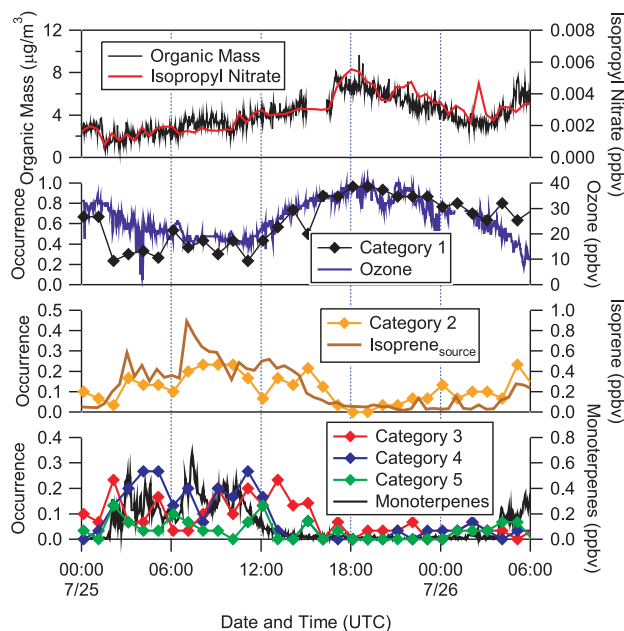 Organic Mass (µg/m³)
12
8
4
0
Organic Mass
Isopropyl Nitrate
0.008
0.006
0.004
0.002
0.000
Isopropyl Nitrate
(ppbv)
Occurrence
1.0
0.8
0.6
0.4
0.2
0.0
Category 1
Ozone
40
30
20
10
0
Ozone
(ppbv)
Occurrence
0.5
0.4
0.3
0.2
0.1
0.0
Category 2
Isoprene source
1.0
0.8
0.6
0.4
0.2
0.0
Isoprene
(ppbv)
Occurrence
0.4
0.3
0.2
0.1
0.0
Category 3
Category 4
Category 5
Monoterpenes
0.8
0.6
0.4
0.2
0.0
Monoterpenes
(ppbv)
00:00 06:00 12:00 18:00 00:00 06:00
7/25 7/26
Date and Time (UTC)